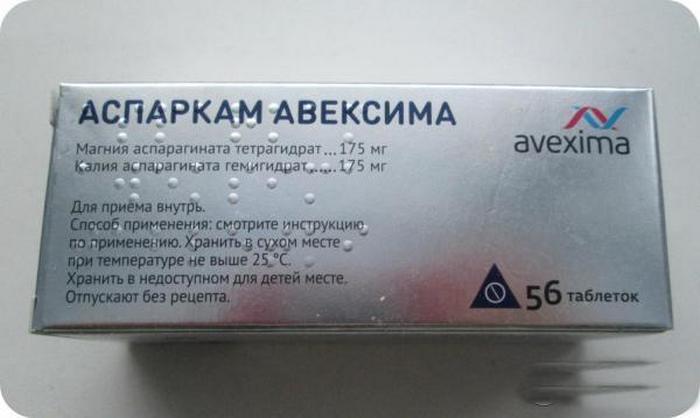 АСПАРКАМ АВЕКСИМА
avexima
Магния аспарагината тетрагидрат...175 мг
Калия аспарагината гемигидрат......175 мг
Для приёма внутрь.
Способ применения: смотрите инструкцию
по применению. Хранить в сухом месте
при температуре не выше 25 °С.
Хранить в недоступном для детей месте.
Отпускают без рецепта.
56 таблеток